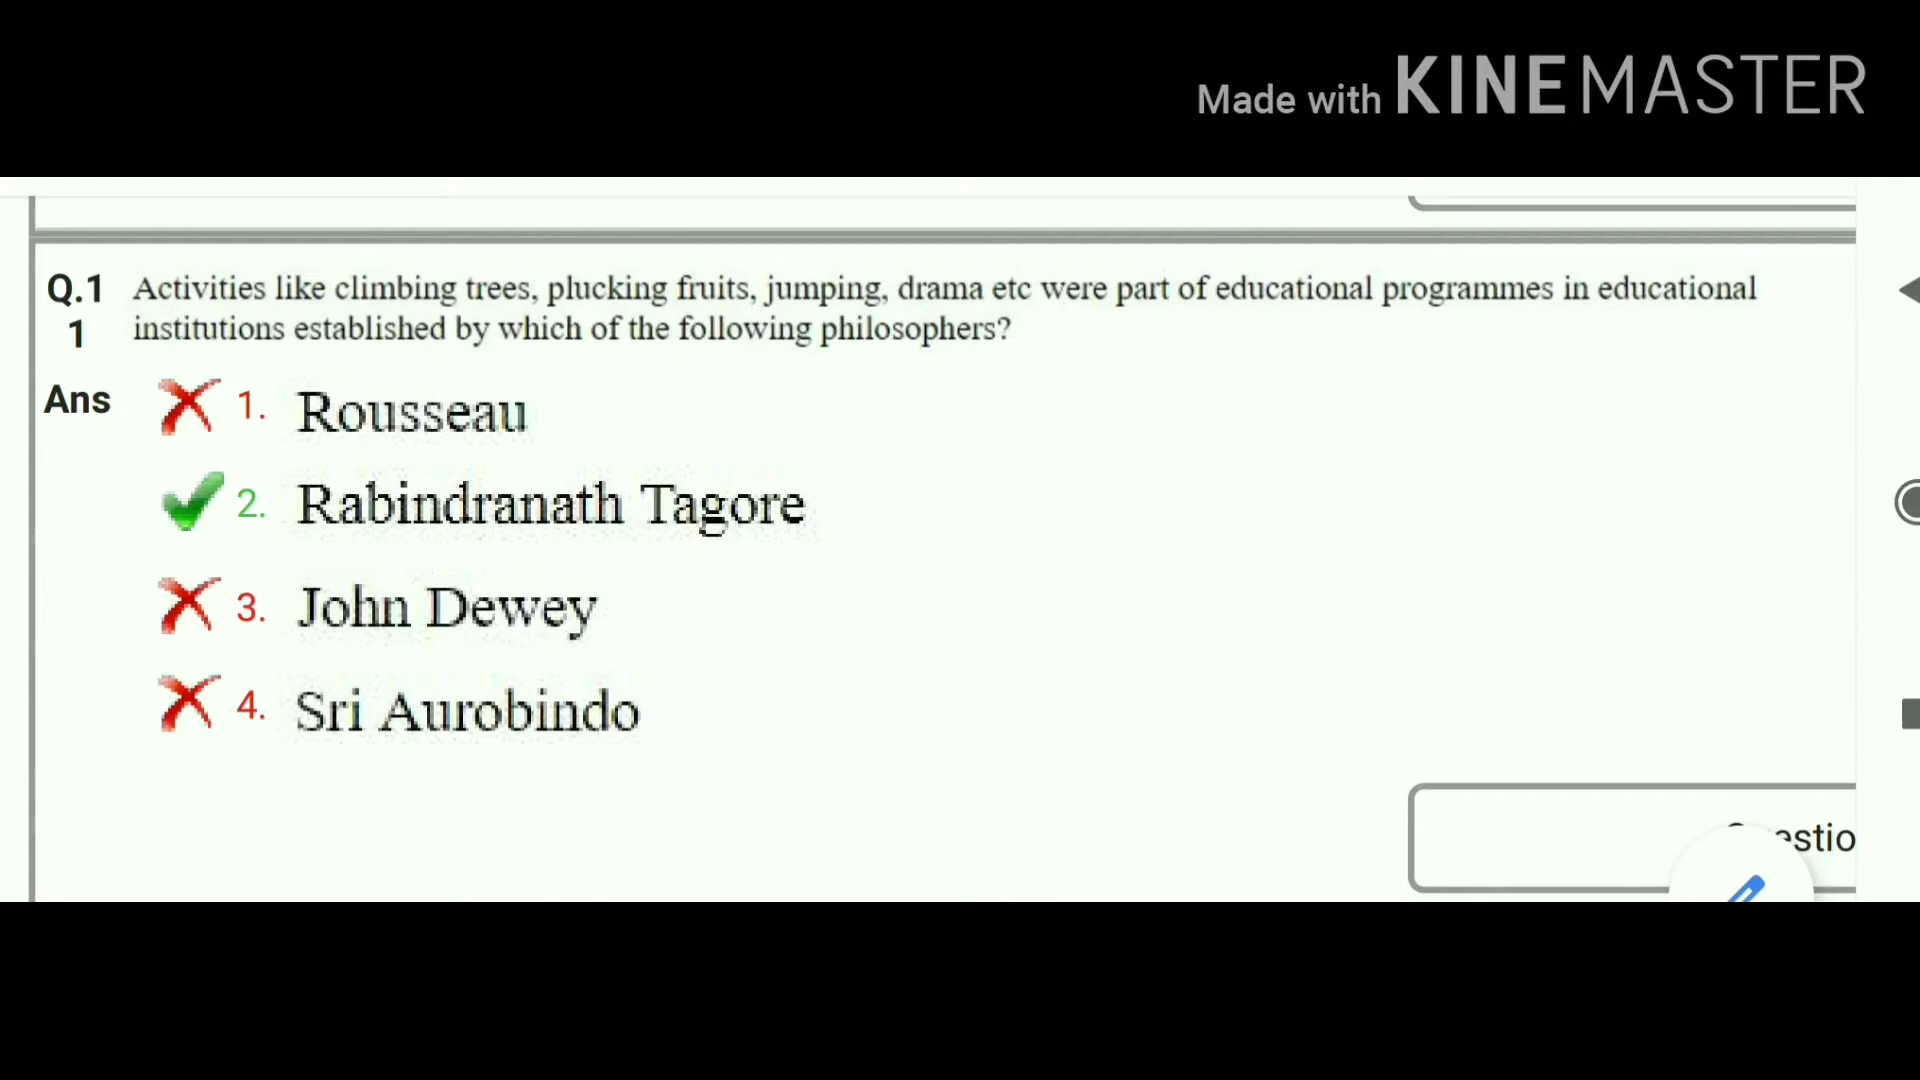 Made with KINEMASTER
Q.1 Activities like climbing trees, plucking fruits, jumping, drama etc were part of educational programmes in educational
1 institutions established by which of the following philosophers?
Ans 1. Rousseau
2. Rabindranath Tagore
3. John Dewey
4. Sri Aurobindo